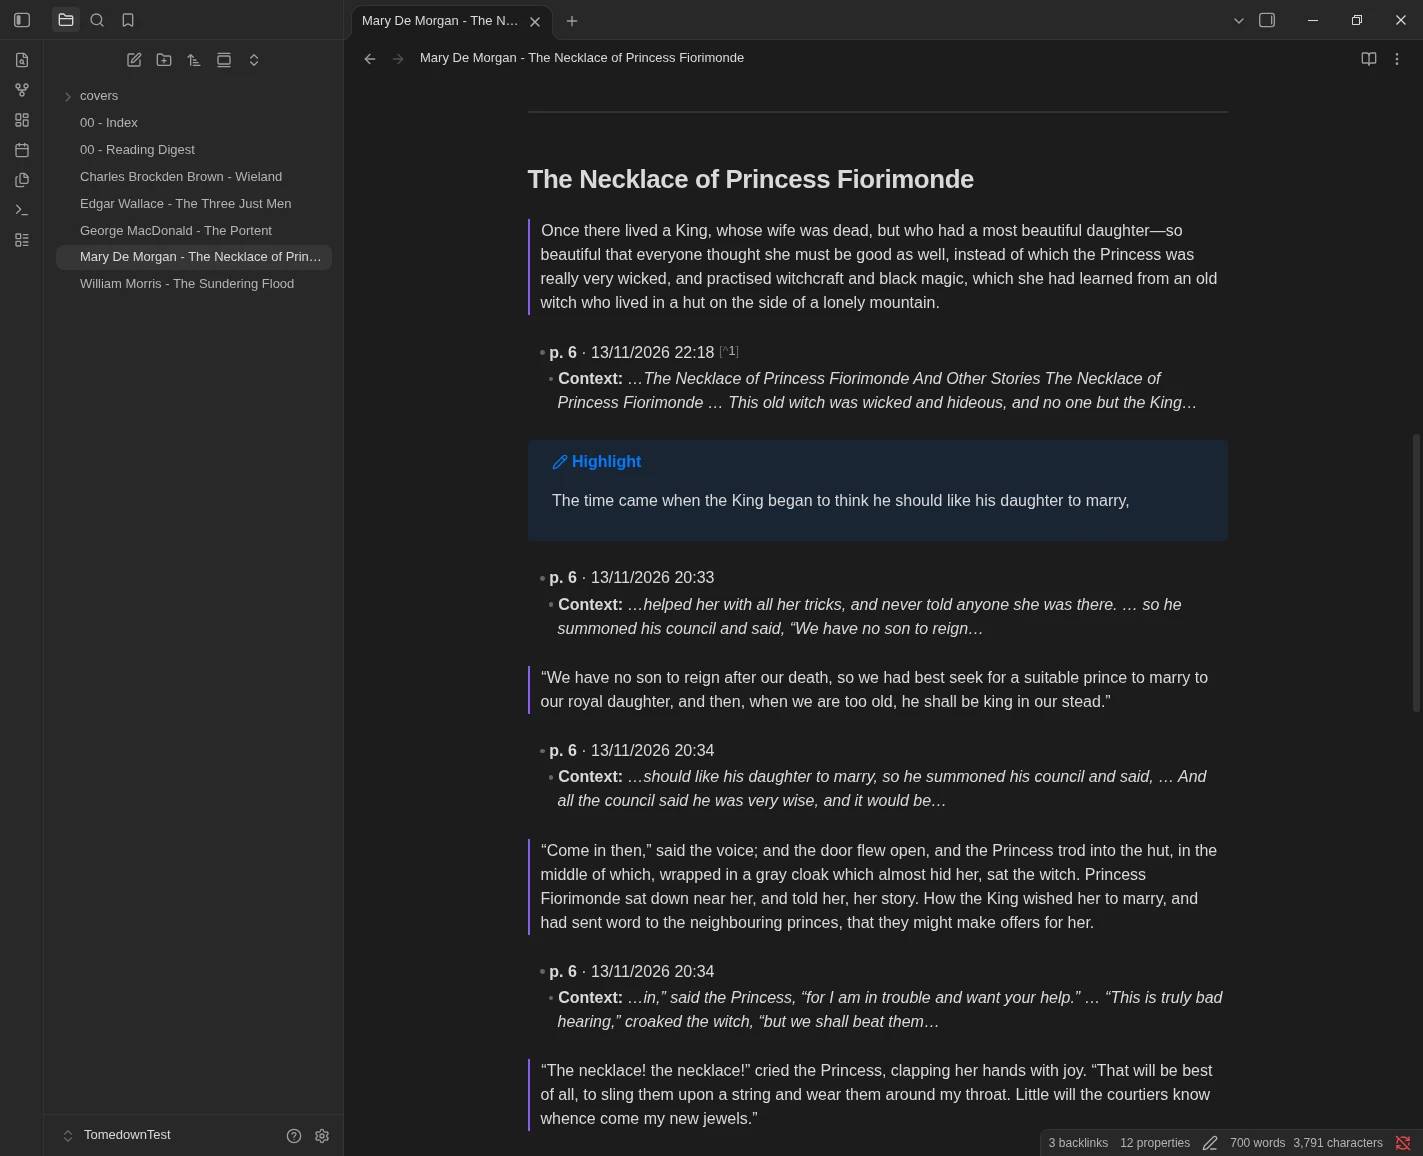 Mary De Morgan - The N...
Mary De Morgan - The Necklace of Princess Fiorimonde
covers
00 - Index
00 - Reading Digest
Charles Brockden Brown - Wieland
Edgar Wallace - The Three Just Men
George MacDonald - The Portent
Mary De Morgan - The Necklace of Prin...
William Morris - The Sundering Flood
TomedownTest
The Necklace of Princess Fiorimonde
Once there lived a King, whose wife was dead, but who had a most beautiful daughter—so
beautiful that everyone thought she must be good as well, instead of which the Princess was
really very wicked, and practised witchcraft and black magic, which she had learned from an old
witch who lived in a hut on the side of a lonely mountain.
• p. 6 · 13/11/2026 22:18 [^1]
• Context: …The Necklace of Princess Fiorimonde And Other Stories The Necklace of
Princess Fiorimonde … This old witch was wicked and hideous, and no one but the King…
Highlight
The time came when the King began to think he should like his daughter to marry,
• p. 6 · 13/11/2026 20:33
• Context: …helped her with all her tricks, and never told anyone she was there. … so he
summoned his council and said, “We have no son to reign…
“We have no son to reign after our death, so we had best seek for a suitable prince to marry to
our royal daughter, and then, when we are too old, he shall be king in our stead.”
• p. 6 · 13/11/2026 20:34
• Context: …should like his daughter to marry, so he summoned his council and said, … And
all the council said he was very wise, and it would be…
“Come in then,” said the voice; and the door flew open, and the Princess trod into the hut, in the
middle of which, wrapped in a gray cloak which almost hid her, sat the witch. Princess
Fiorimonde sat down near her, and told her, her story. How the King wished her to marry, and
had sent word to the neighbouring princes, that they might make offers for her.
• p. 6 · 13/11/2026 20:34
• Context: …in,” said the Princess, “for I am in trouble and want your help.” … “This is truly bad
hearing,” croaked the witch, “but we shall beat them…
“The necklace! the necklace!” cried the Princess, clapping her hands with joy. “That will be best
of all, to sling them upon a string and wear them around my throat. Little will the courtiers know
whence come my new jewels.”
3 backlinks 12 properties 700 words 3,791 characters